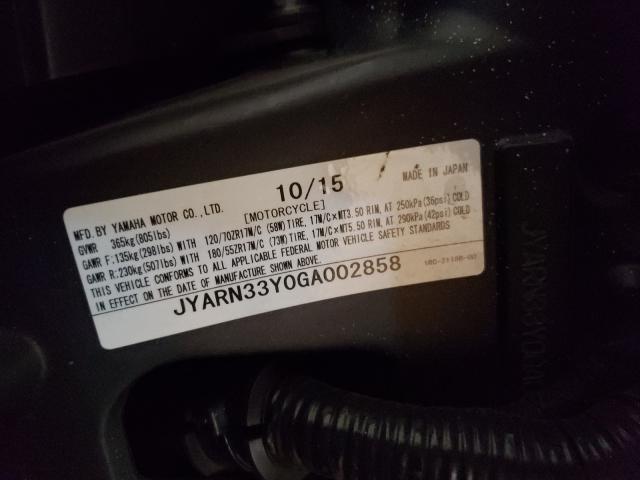 10/15
MADE IN JAPAN
MFD. BY YAMAHA MOTOR CO., LTD. [MOTORCYCLE]
GVWR 365kg(805lbs)
GAWR F:135kg(298lbs) WITH 120/70ZR17M/C (58W) TIRE, 17M/C×MT3.50 RIM, AT 250kPa(36psi) COLD
GAWR R:230kg(507lbs) WITH 180/55ZR17M/C (73W) TIRE, 17M/C×MT5.50 RIM, AT 290kPa(42psi) COLD
THIS VEHICLE CONFORMS TO ALL APPLICABLE FEDERAL MOTOR VEHICLE SAFETY STANDARDS
IN EFFECT ON THE DATE OF MANUFACTURE SHOWN ABOVE.
JYARN33Y0GA002858